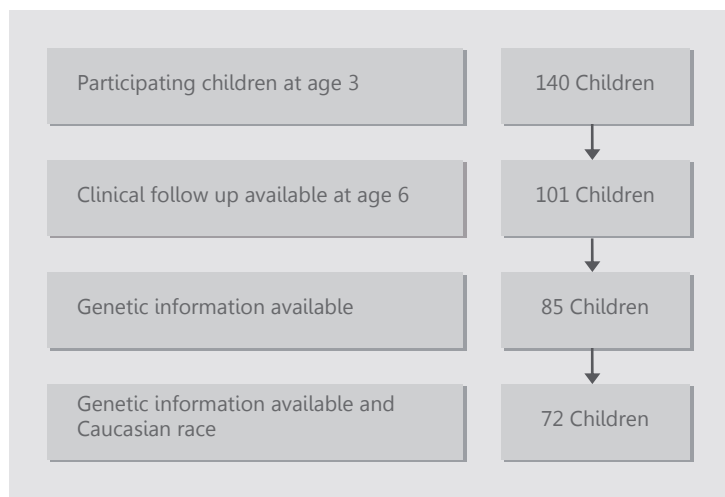 Participating children at age 3
140 Children
Clinical follow up available at age 6
101 Children
Genetic information available
85 Children
Genetic information available and
Caucasian race
72 Children